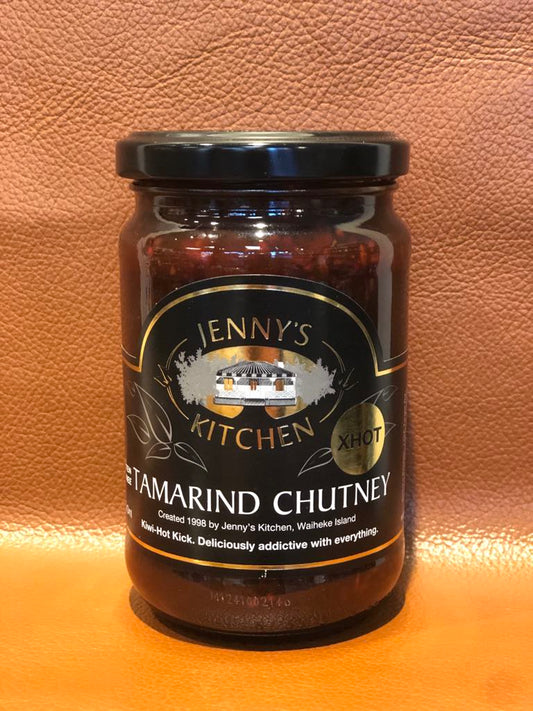 JENNY'S
KITCHEN
XHOT
TAMARIND CHUTNEY
Created 1998 by Jenny's Kitchen, Waiheke Island
Kiwi-Hot Kick. Deliciously addictive with everything.